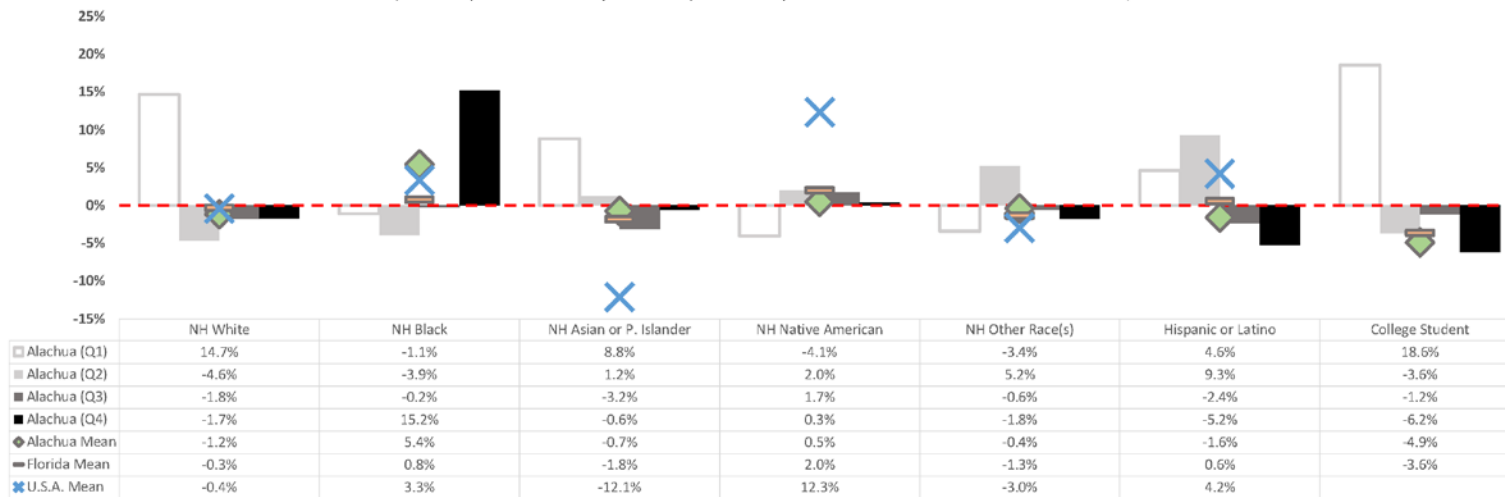 25%
20%
15%
10%
5%
0%
-5%
-10%
-15%
NH White NH Black NH Asian or P. Islander NH Native American NH Other Race(s) Hispanic or Latino College Student
Alachua (Q1) 14.7% -1.1% 8.8% -4.1% -3.4% 4.6% 18.6%
Alachua (Q2) -4.6% -3.9% 1.2% 2.0% 5.2% 9.3% -3.6%
Alachua (Q3) -1.8% -0.2% -3.2% 1.7% -0.6% -2.4% -1.2%
Alachua (Q4) -1.7% 15.2% -0.6% 0.3% -1.8% -5.2% -6.2%
Alachua Mean -1.2% 5.4% -0.7% 0.5% -0.4% -1.6% -4.9%
Florida Mean -0.3% 0.8% -1.8% 2.0% -1.3% 0.6% -3.6%
U.S.A. Mean -0.4% 3.3% -12.1% 12.3% -3.0% 4.2%